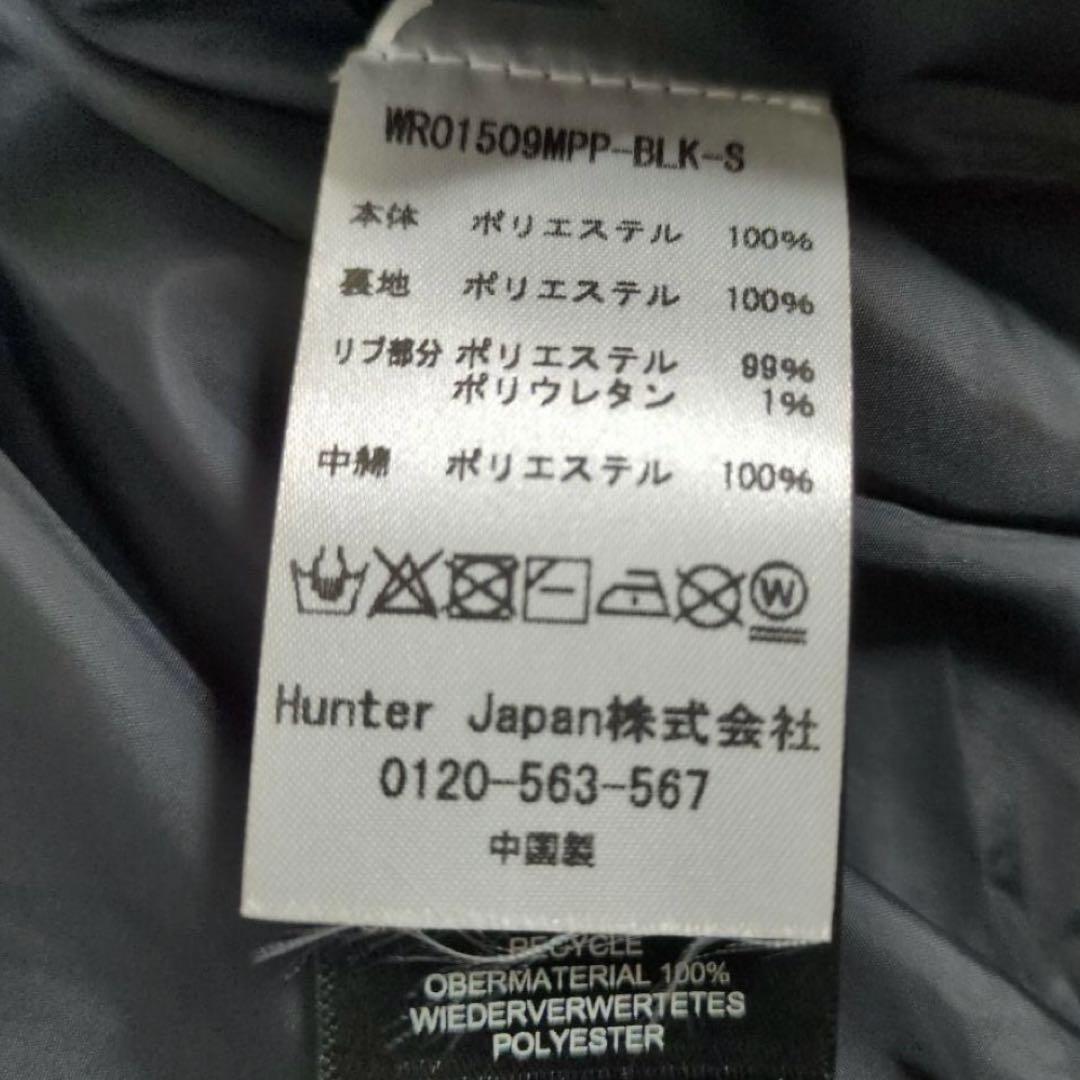 WRO1509MPP-BLK-S
本体 ポリエステル 100%
裏地 ポリエステル 100%
リブ部分 ポリエステル 99%
ポリウレタン 1%
中綿 ポリエステル 100%
W
Hunter Japan株式会社
0120-563-567
中国製
RECYCLE
OBERMATERIAL 100%
WIEDERVERWERTETES
POLYESTER